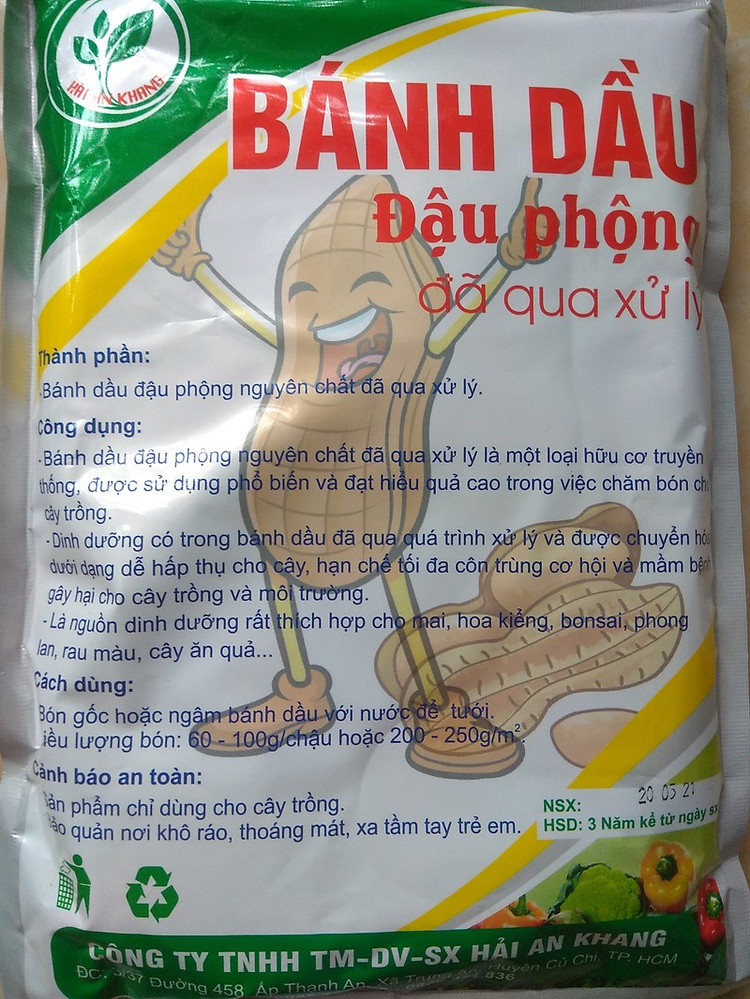 HẢI AN KHANG
BÁNH DẦU
Đậu phộng
đã qua xử lý
Thành phần:
-Bánh dầu đậu phộng nguyên chất đã qua xử lý.
Công dụng:
-Bánh dầu đậu phộng nguyên chất đã qua xử lý là một loại hữu cơ truyền
thống, được sử dụng phổ biến và đạt hiểu quả cao trong việc chăm bón cho
cây trồng.
-Dinh dưỡng có trong bánh dầu đã qua quá trình xử lý và được chuyển hóa
dưới dạng dễ hấp thụ cho cây, hạn chế tối đa côn trùng cơ hội và mầm bệnh
gây hại cho cây trồng và môi trường.
-Là nguồn dinh dưỡng rất thích hợp cho mai, hoa kiểng, bonsai, phong
lan, rau màu, cây ăn quả...
Cách dùng:
Bón gốc hoặc ngâm bánh dầu với nước để tưới.
Liều lượng bón: 60 - 100g/chậu hoặc 200 - 250g/m².
Cảnh báo an toàn:
Sản phẩm chỉ dùng cho cây trồng.
Bảo quản nơi khô ráo, thoáng mát, xa tầm tay trẻ em.
NSX: 20 05 21
HSD: 3 Năm kể từ ngày sx
CÔNG TY TNHH TM-DV-SX HẢI AN KHANG
ĐC: 3/37 Đường 458, Ấp Thạnh An, Xã Trung An, Huyện Củ Chi, TP. HCM